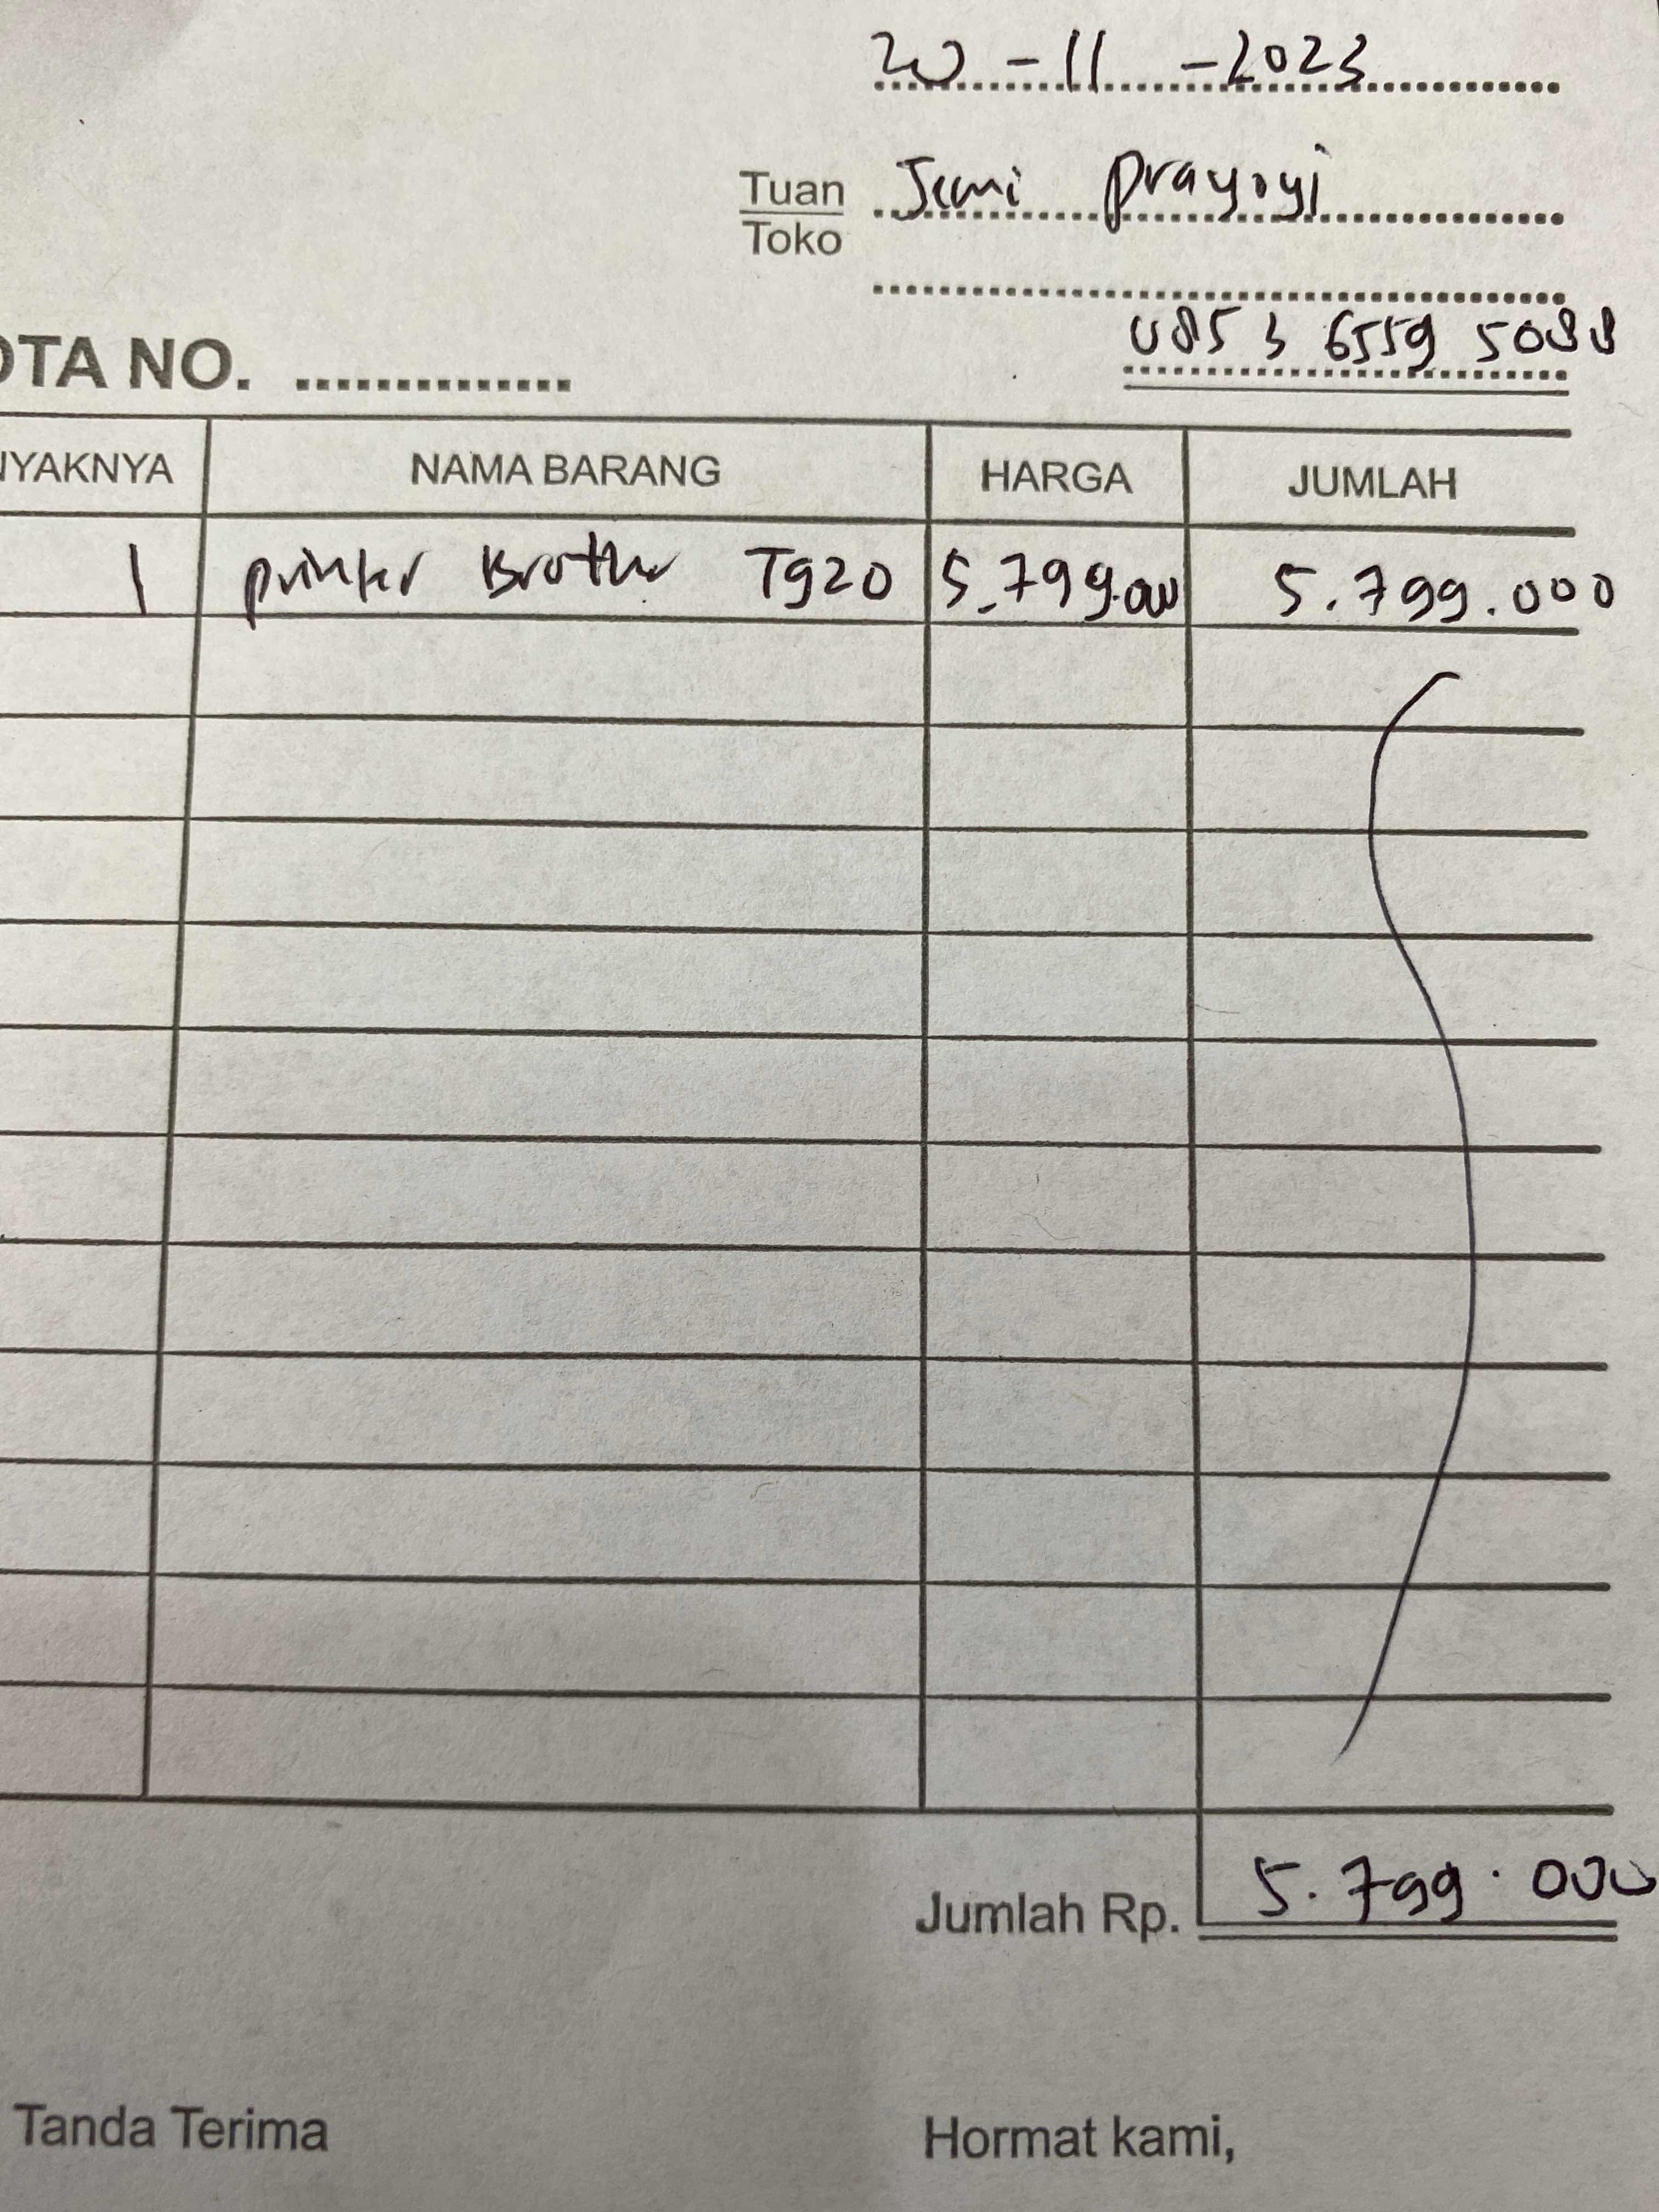 20 - 11 - 2023
Tuan Jemi Prayogi
Toko
0853 6559 5088
OTA NO. ..............
NYAKNYA NAMA BARANG HARGA JUMLAH
1 printer Brother T920 5.799.000 5.799.000
Jumlah Rp. 5.799.000
Tanda Terima Hormat kami,